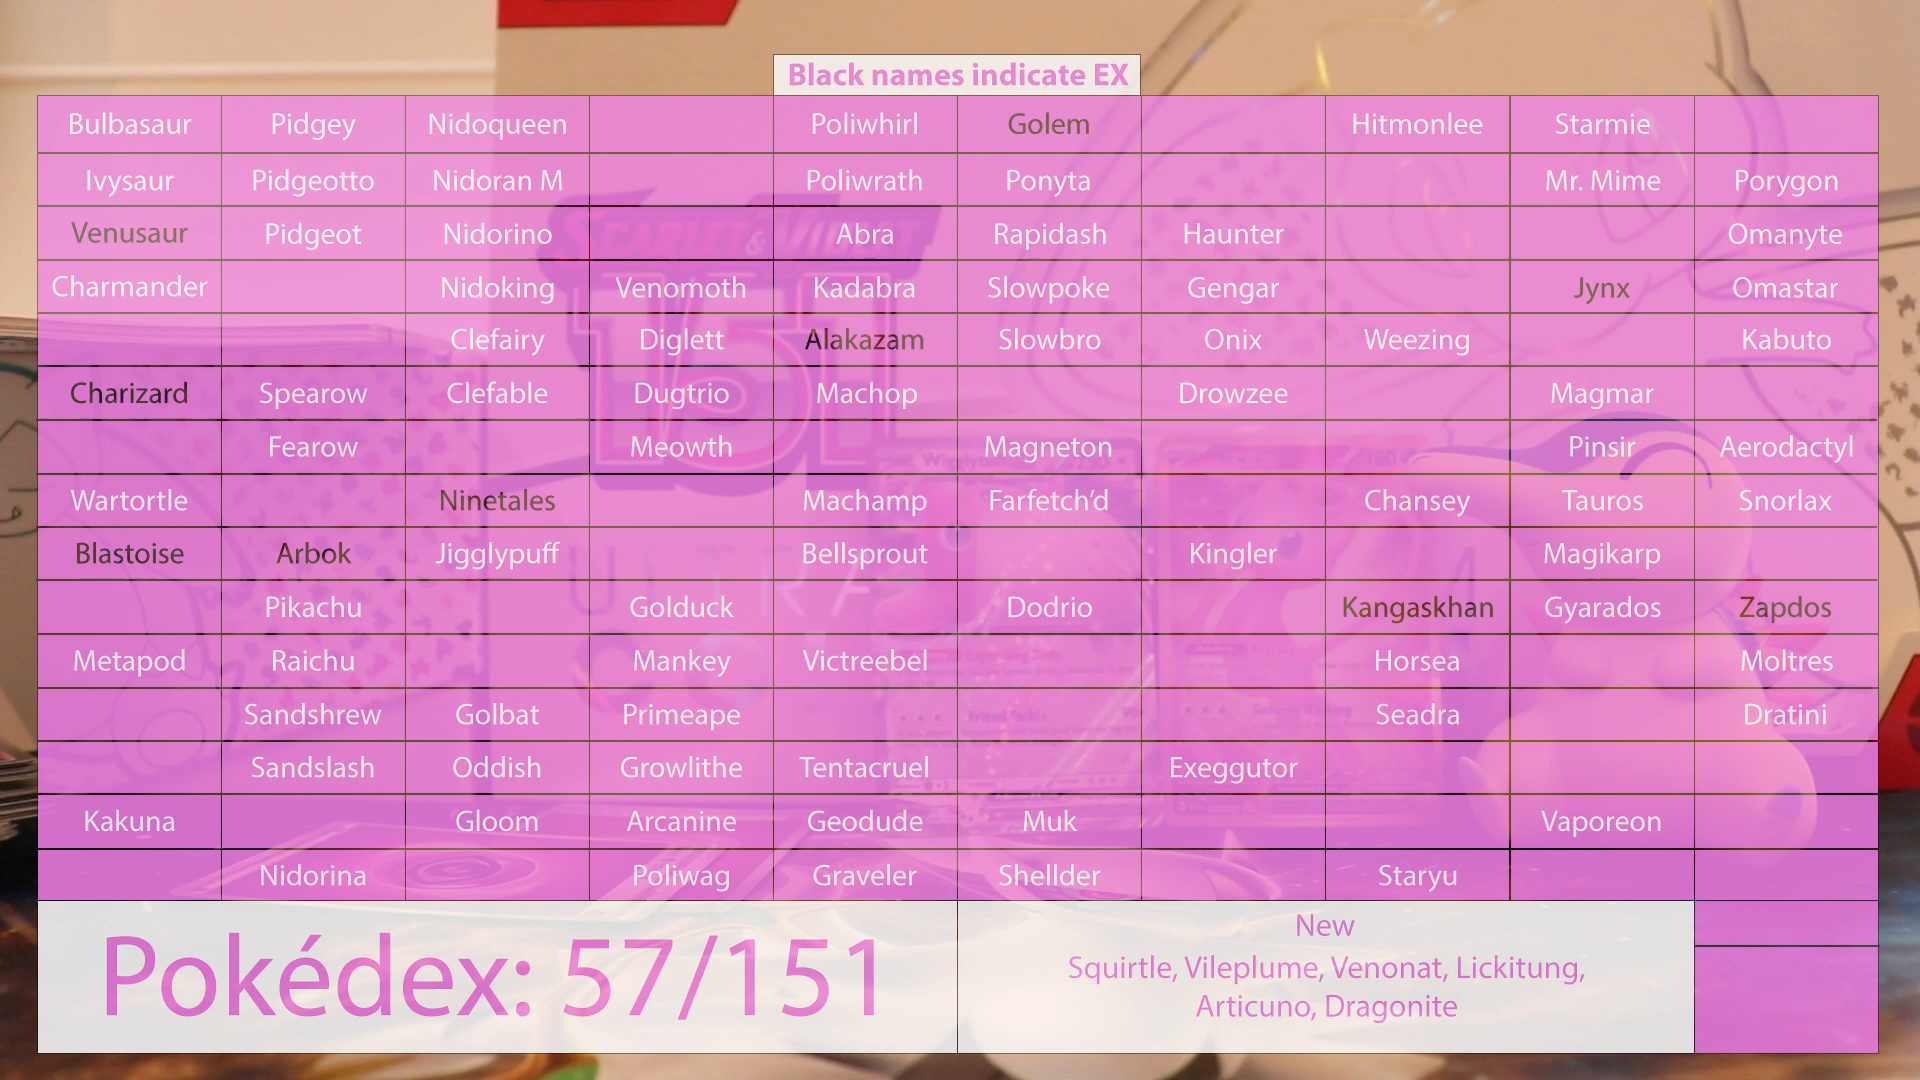 Black names indicate EX
Bulbasaur Pidgey Nidoqueen Poliwhirl Golem Hitmonlee Starmie
Ivysaur Pidgeotto Nidoran M Poliwrath Ponyta Mr. Mime Porygon
Venusaur Pidgeot Nidorino Abra Rapidash Haunter Omanyte
Charmander Nidoking Venomoth Kadabra Slowpoke Gengar Jynx Omastar
Clefairy Diglett Alakazam Slowbro Onix Weezing Kabuto
Charizard Spearow Clefable Dugtrio Machop Drowzee Magmar
Fearow Meowth Magneton Pinsir Aerodactyl
Wartortle Ninetales Machamp Farfetch’d Chansey Tauros Snorlax
Blastoise Arbok Jigglypuff Bellsprout Kingler Magikarp
Pikachu Golduck Dodrio Kangaskhan Gyarados Zapdos
Metapod Raichu Mankey Victreebel Horsea Moltres
Sandshrew Golbat Primeape Seadra Dratini
Sandslash Oddish Growlithe Tentacruel Exeggutor
Kakuna Gloom Arcanine Geodude Muk Vaporeon
Nidorina Poliwag Graveler Shellder Staryu
Pokédex: 57/151
New
Squirtle, Vileplume, Venonat, Lickitung,
Articuno, Dragonite
SCARLET & VIOLET
151
ULTRA